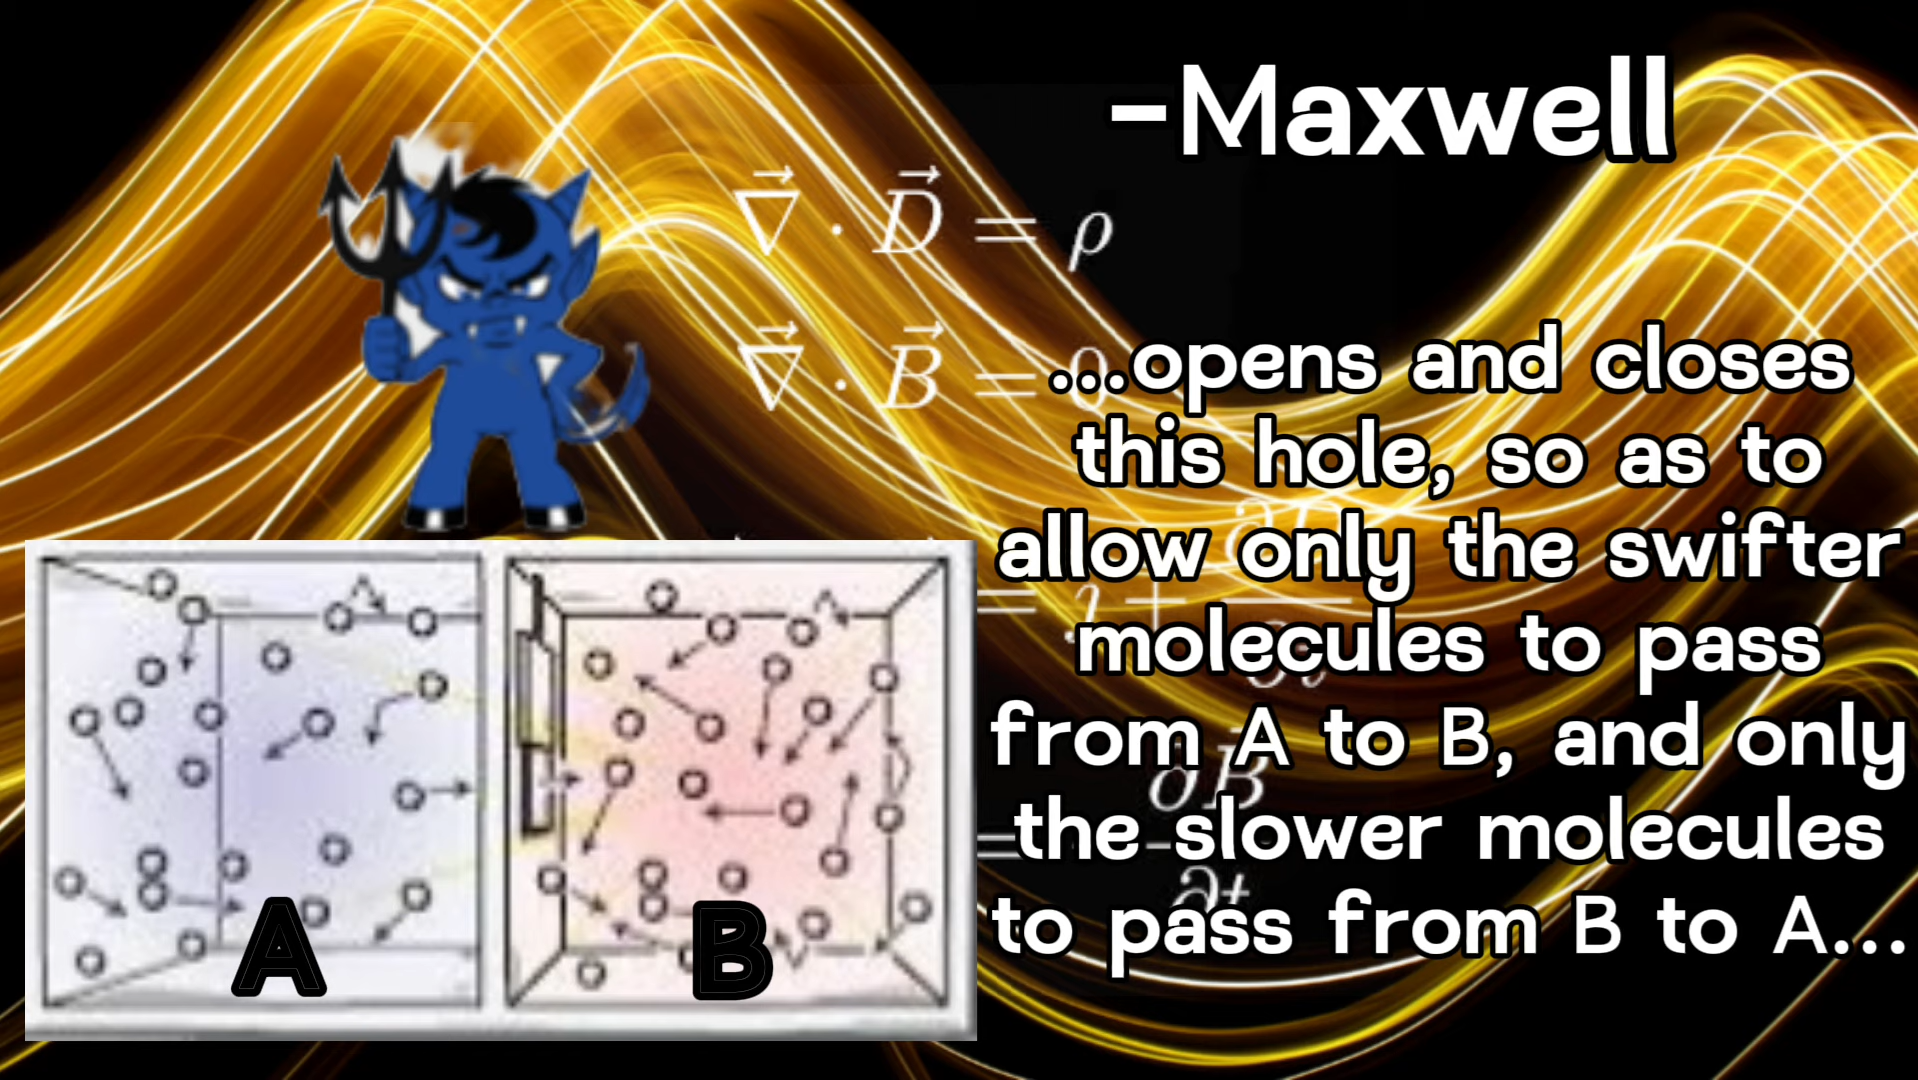 -Maxwell
∇⃗ · D⃗ = ρ
∇⃗ · B⃗ = 0
...opens and closes
this hole, so as to
allow only the swifter
molecules to pass
from A to B, and only
the slower molecules
to pass from B to A...
A
B